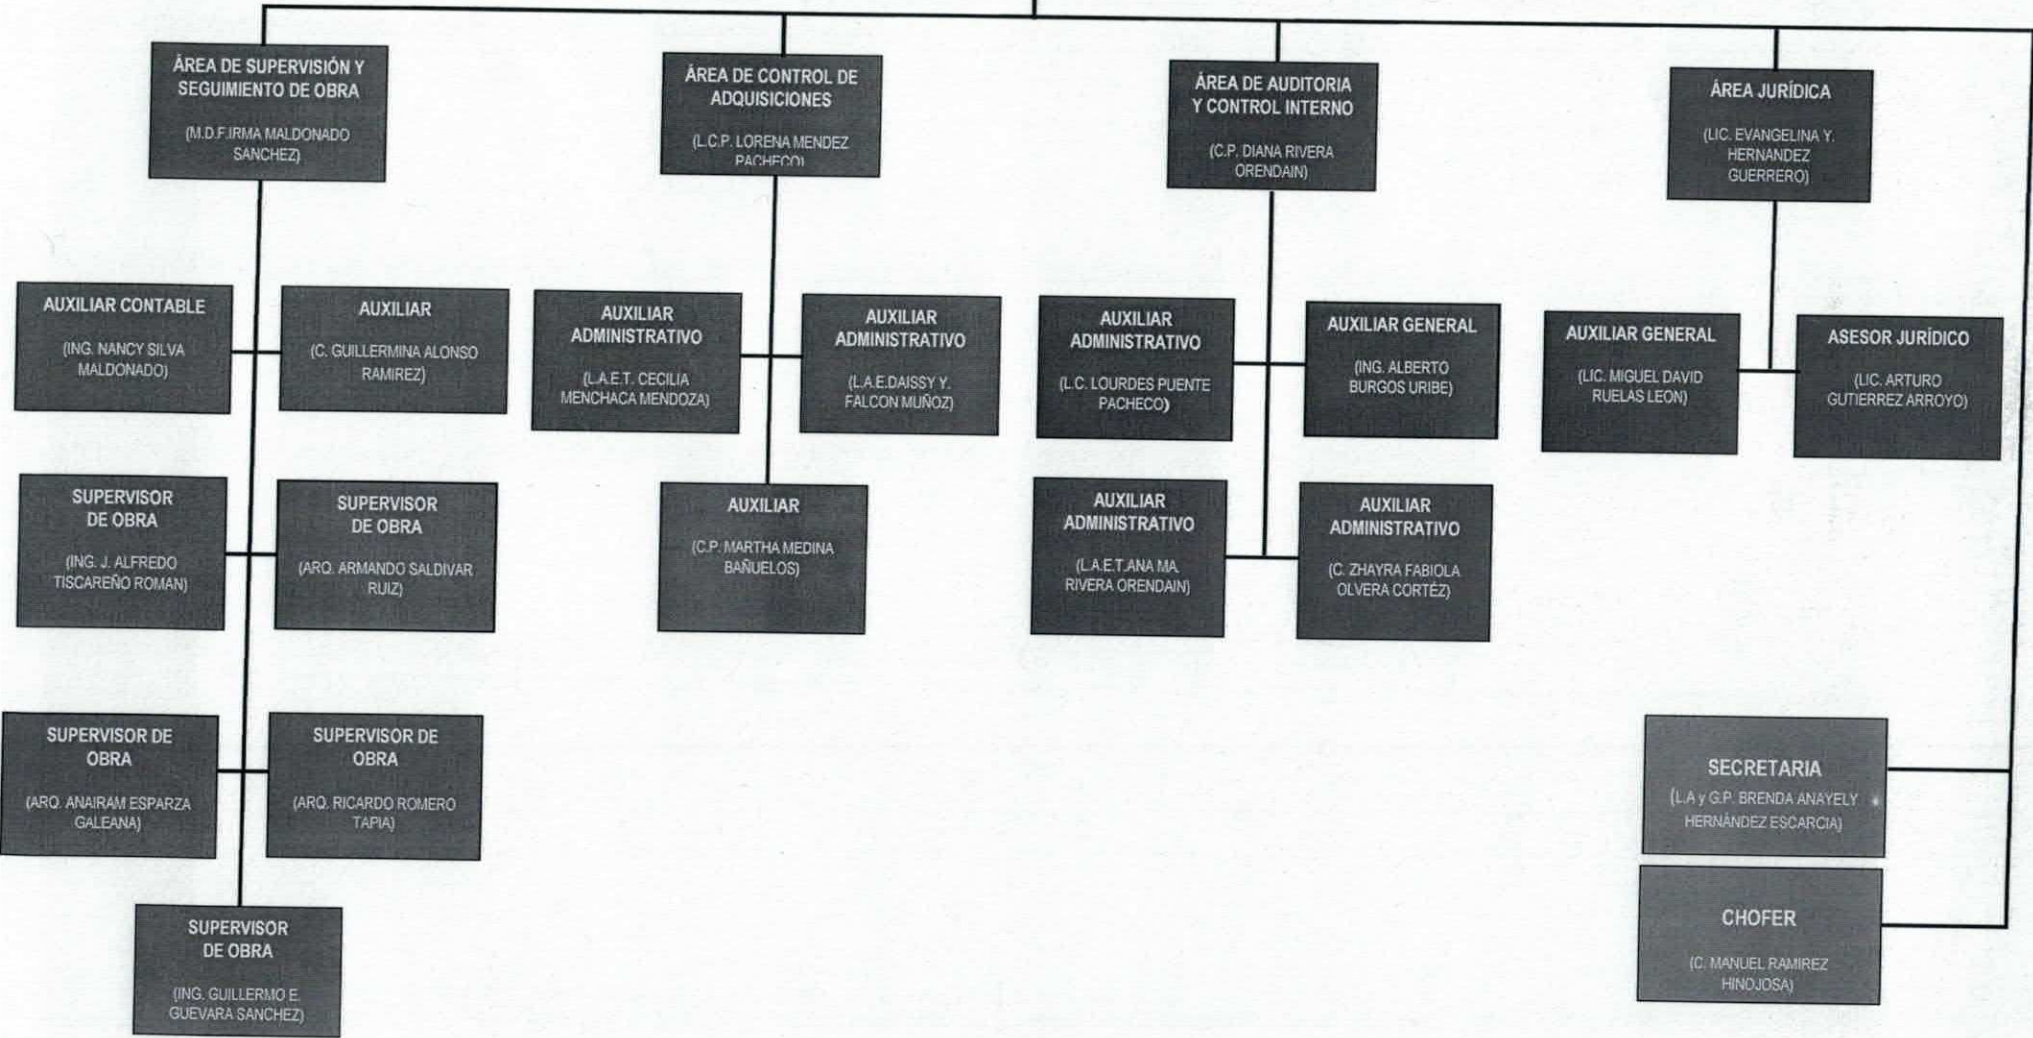 ÁREA DE SUPERVISIÓN Y
SEGUIMIENTO DE OBRA
(M.D.F.IRMA MALDONADO
SANCHEZ)
ÁREA DE CONTROL DE
ADQUISICIONES
(L.C.P. LORENA MENDEZ
PACHECO)
ÁREA DE AUDITORIA
Y CONTROL INTERNO
(C.P. DIANA RIVERA
ORENDAIN)
ÁREA JURÍDICA
(LIC. EVANGELINA Y.
HERNANDEZ
GUERRERO)
AUXILIAR CONTABLE
(ING. NANCY SILVA
MALDONADO)
AUXILIAR
(C. GUILLERMINA ALONSO
RAMIREZ)
AUXILIAR
ADMINISTRATIVO
(L.A.E.T. CECILIA
MENCHACA MENDOZA)
AUXILIAR
ADMINISTRATIVO
(L.A.E.DAISSY Y.
FALCON MUÑOZ)
AUXILIAR
ADMINISTRATIVO
(L.C. LOURDES PUENTE
PACHECO)
AUXILIAR GENERAL
(ING. ALBERTO
BURGOS URIBE)
AUXILIAR GENERAL
(LIC. MIGUEL DAVID
RUELAS LEON)
ASESOR JURÍDICO
(LIC. ARTURO
GUTIERREZ ARROYO)
SUPERVISOR
DE OBRA
(ING. J. ALFREDO
TISCAREÑO ROMAN)
SUPERVISOR
DE OBRA
(ARQ. ARMANDO SALDIVAR
RUIZ)
AUXILIAR
(C.P. MARTHA MEDINA
BAÑUELOS)
AUXILIAR
ADMINISTRATIVO
(L.A.E.T.ANA MA.
RIVERA ORENDAIN)
AUXILIAR
ADMINISTRATIVO
(C. ZHAYRA FABIOLA
OLVERA CORTÉZ)
SUPERVISOR DE
OBRA
(ARQ. ANAIRAM ESPARZA
GALEANA)
SUPERVISOR DE
OBRA
(ARQ. RICARDO ROMERO
TAPIA)
SECRETARIA
(L.A y G.P. BRENDA ANAYELY
HERNÁNDEZ ESCARCIA)
CHOFER
(C. MANUEL RAMIREZ
HINOJOSA)
SUPERVISOR
DE OBRA
(ING. GUILLERMO E.
GUEVARA SANCHEZ)